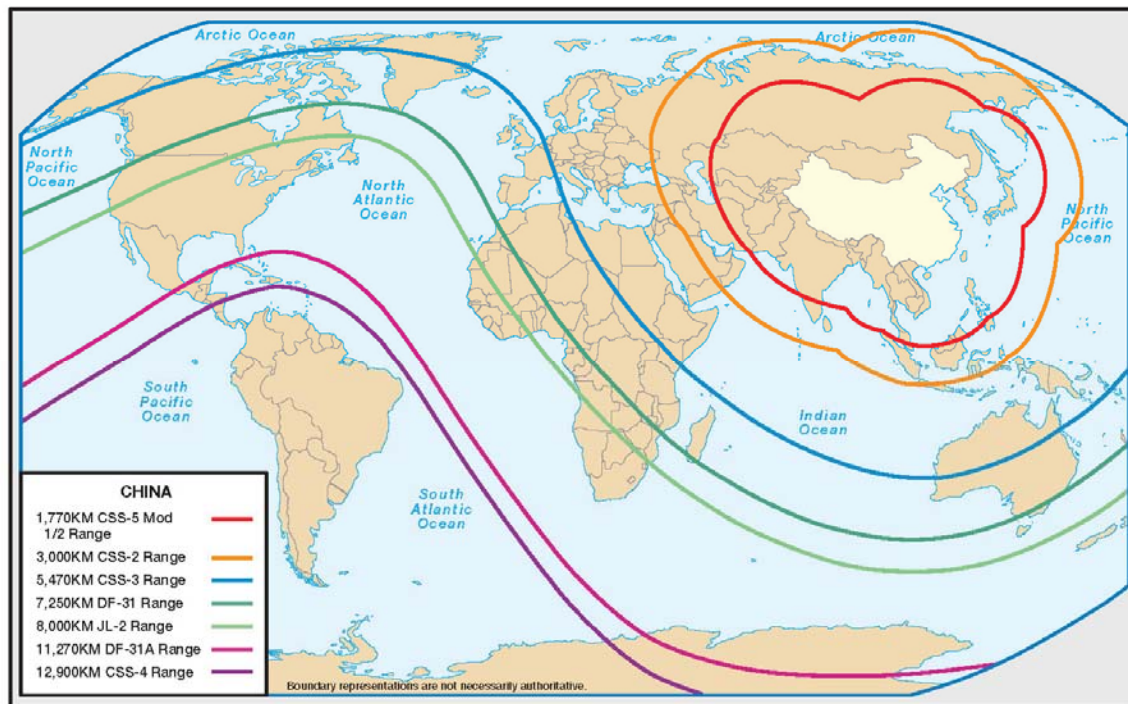 Arctic Ocean
Arctic Ocean
North
Pacific
Ocean
North
Atlantic
Ocean
North
Pacific
Ocean
South
Pacific
Ocean
Indian
Ocean
South
Atlantic
Ocean
CHINA
1,770KM CSS-5 Mod
1/2 Range
3,000KM CSS-2 Range
5,470KM CSS-3 Range
7,250KM DF-31 Range
8,000KM JL-2 Range
11,270KM DF-31A Range
12,900KM CSS-4 Range
Boundary representations are not necessarily authoritative.